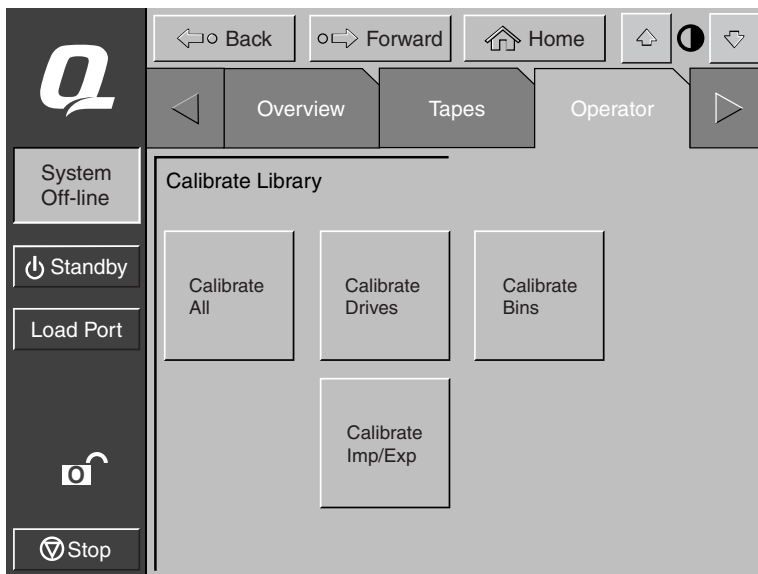 Q
Back
Forward
Home
Overview
Tapes
Operator
System
Off-line
Standby
Load Port
0
Stop
Calibrate Library
Calibrate
All
Calibrate
Drives
Calibrate
Bins
Calibrate
Imp/Exp